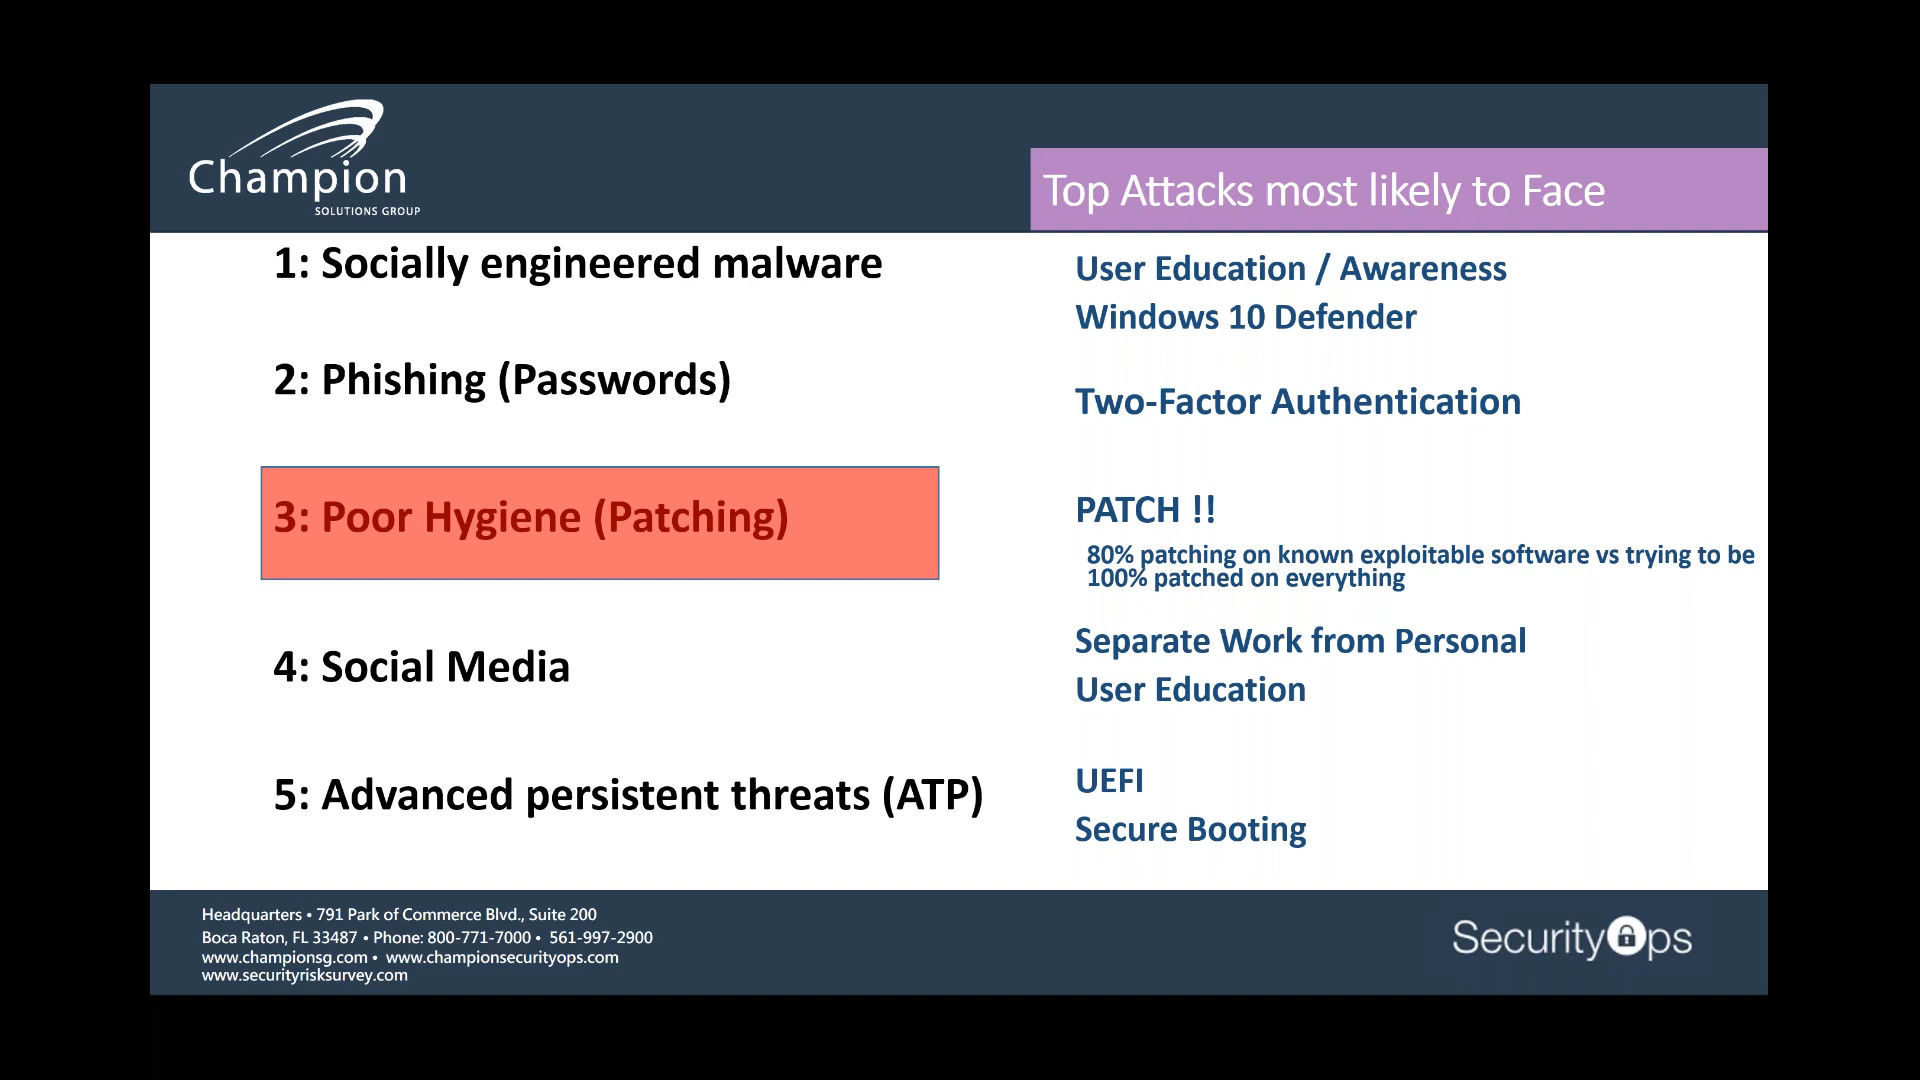 Champion
SOLUTIONS GROUP
Top Attacks most likely to Face
1: Socially engineered malware
User Education / Awareness
Windows 10 Defender
2: Phishing (Passwords)
Two-Factor Authentication
3: Poor Hygiene (Patching)
PATCH !!
80% patching on known exploitable software vs trying to be
100% patched on everything
4: Social Media
Separate Work from Personal
User Education
5: Advanced persistent threats (ATP)
UEFI
Secure Booting
Headquarters • 791 Park of Commerce Blvd., Suite 200
Boca Raton, FL 33487 • Phone: 800-771-7000 • 561-997-2900
www.championsg.com • www.championsecurityops.com
www.securityrisksurvey.com
SecurityOps